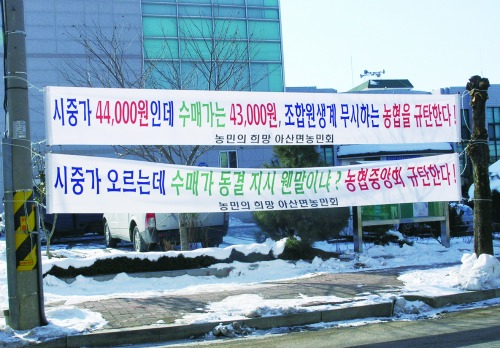 시중가 44,000원인데 수매가는 43,000원, 조합원생계 무시하는 농협을 규탄한다!
농민의 희망 아산면농민회
시중가 오르는데 수매가 동결 지시 웬말이냐? 농협중앙회 규탄한다!
농민의 희망 아산면농민회